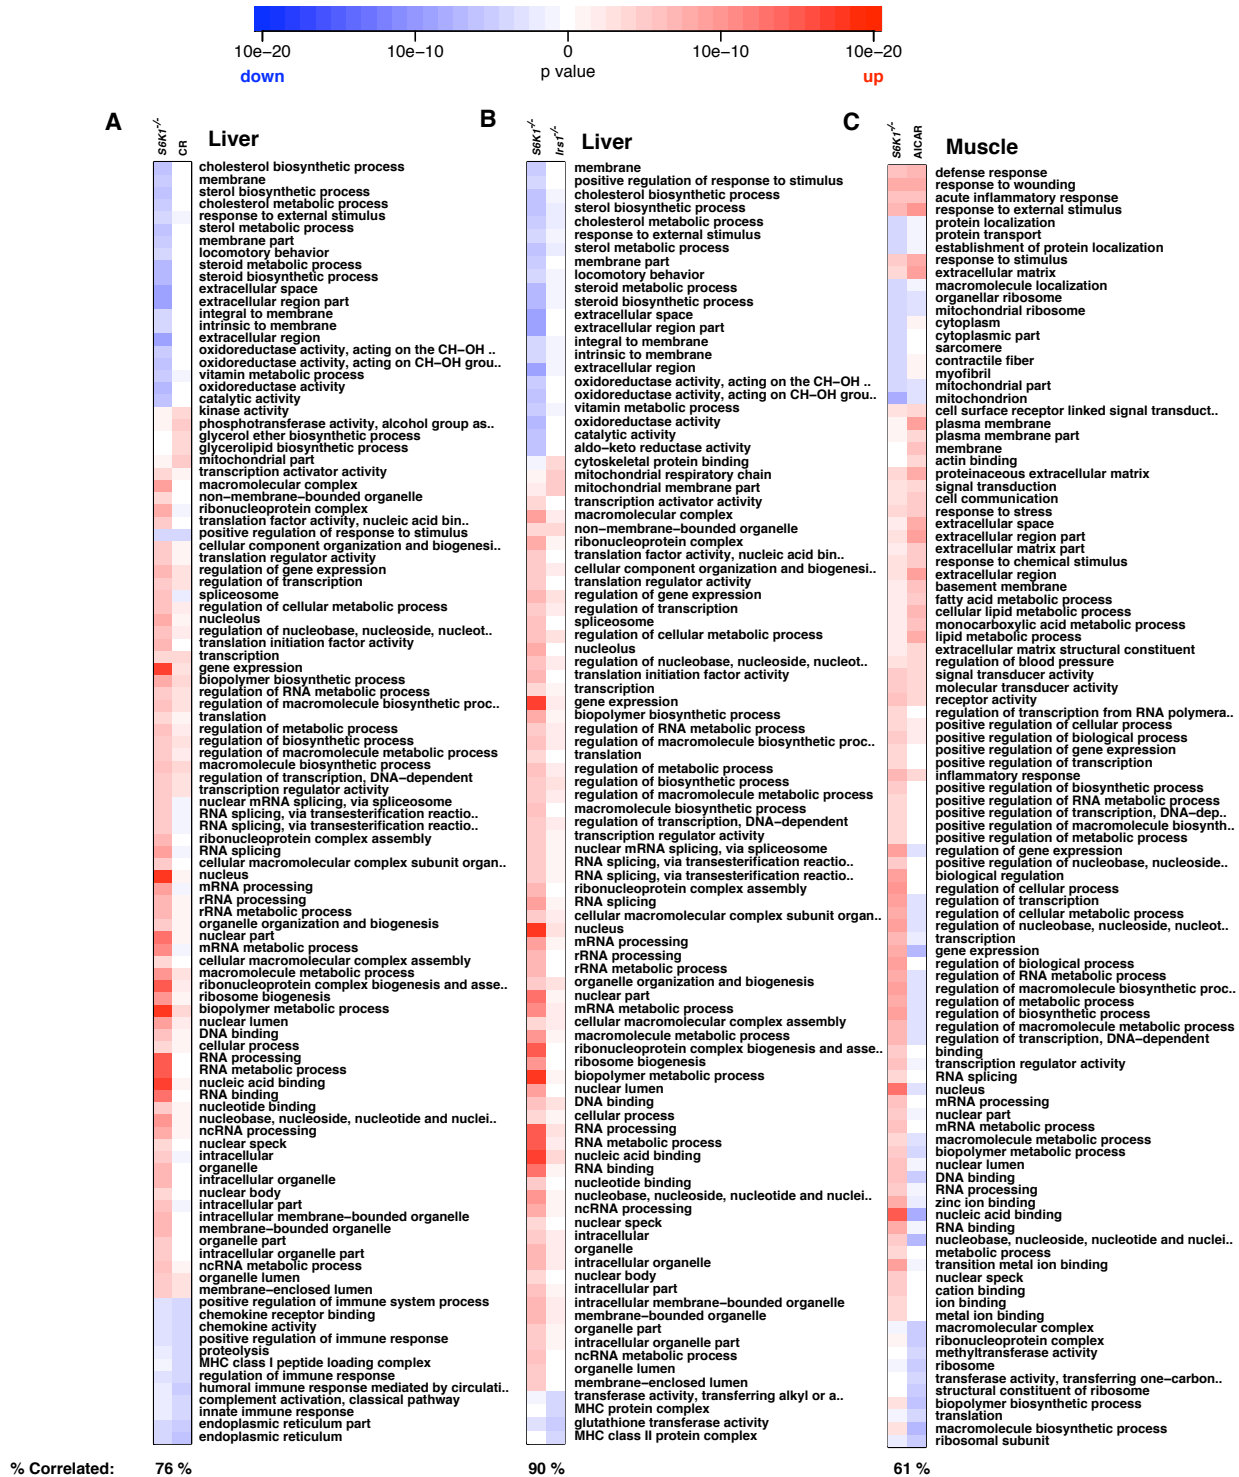 10e−20 10e−10 0 10e−10 10e−20
down p value up
A S6K1-/- CR Liver
cholesterol biosynthetic process
membrane
sterol biosynthetic process
cholesterol metabolic process
response to external stimulus
sterol metabolic process
membrane part
locomotory behavior
steroid metabolic process
steroid biosynthetic process
extracellular space
extracellular region part
integral to membrane
intrinsic to membrane
extracellular region
oxidoreductase activity, acting on the CH−OH ..
oxidoreductase activity, acting on CH−OH grou..
vitamin metabolic process
oxidoreductase activity
catalytic activity
kinase activity
phosphotransferase activity, alcohol group as..
glycerol ether biosynthetic process
glycerolipid biosynthetic process
mitochondrial part
transcription activator activity
macromolecular complex
non−membrane−bounded organelle
ribonucleoprotein complex
translation factor activity, nucleic acid bin..
positive regulation of response to stimulus
cellular component organization and biogenesi..
translation regulator activity
regulation of gene expression
regulation of transcription
spliceosome
regulation of cellular metabolic process
nucleolus
regulation of nucleobase, nucleoside, nucleot..
translation initiation factor activity
transcription
gene expression
biopolymer biosynthetic process
regulation of RNA metabolic process
regulation of macromolecule biosynthetic proc..
translation
regulation of metabolic process
regulation of biosynthetic process
regulation of macromolecule metabolic process
macromolecule biosynthetic process
regulation of transcription, DNA−dependent
transcription regulator activity
nuclear mRNA splicing, via spliceosome
RNA splicing, via transesterification reactio..
RNA splicing, via transesterification reactio..
ribonucleoprotein complex assembly
RNA splicing
cellular macromolecular complex subunit organ..
nucleus
mRNA processing
rRNA processing
rRNA metabolic process
organelle organization and biogenesis
nuclear part
mRNA metabolic process
cellular macromolecular complex assembly
macromolecule metabolic process
ribonucleoprotein complex biogenesis and asse..
ribosome biogenesis
biopolymer metabolic process
nuclear lumen
DNA binding
cellular process
RNA processing
RNA metabolic process
nucleic acid binding
RNA binding
nucleotide binding
nucleobase, nucleoside, nucleotide and nuclei..
ncRNA processing
nuclear speck
intracellular
organelle
intracellular organelle
nuclear body
intracellular part
intracellular membrane−bounded organelle
membrane−bounded organelle
organelle part
intracellular organelle part
ncRNA metabolic process
organelle lumen
membrane−enclosed lumen
positive regulation of immune system process
chemokine receptor binding
chemokine activity
positive regulation of immune response
proteolysis
MHC class I peptide loading complex
regulation of immune response
humoral immune response mediated by circulati..
complement activation, classical pathway
innate immune response
endoplasmic reticulum part
endoplasmic reticulum
B S6K1-/- Irs1-/- Liver
membrane
positive regulation of response to stimulus
cholesterol biosynthetic process
sterol biosynthetic process
cholesterol metabolic process
response to external stimulus
sterol metabolic process
membrane part
locomotory behavior
steroid metabolic process
steroid biosynthetic process
extracellular space
extracellular region part
integral to membrane
intrinsic to membrane
extracellular region
oxidoreductase activity, acting on the CH−OH ..
oxidoreductase activity, acting on CH−OH grou..
vitamin metabolic process
oxidoreductase activity
catalytic activity
aldo−keto reductase activity
cytoskeletal protein binding
mitochondrial respiratory chain
mitochondrial membrane part
transcription activator activity
macromolecular complex
non−membrane−bounded organelle
ribonucleoprotein complex
translation factor activity, nucleic acid bin..
cellular component organization and biogenesi..
translation regulator activity
regulation of gene expression
regulation of transcription
spliceosome
regulation of cellular metabolic process
nucleolus
regulation of nucleobase, nucleoside, nucleot..
translation initiation factor activity
transcription
gene expression
biopolymer biosynthetic process
regulation of RNA metabolic process
regulation of macromolecule biosynthetic proc..
translation
regulation of metabolic process
regulation of biosynthetic process
regulation of macromolecule metabolic process
macromolecule biosynthetic process
regulation of transcription, DNA−dependent
transcription regulator activity
nuclear mRNA splicing, via spliceosome
RNA splicing, via transesterification reactio..
RNA splicing, via transesterification reactio..
ribonucleoprotein complex assembly
RNA splicing
cellular macromolecular complex subunit organ..
nucleus
mRNA processing
rRNA processing
rRNA metabolic process
organelle organization and biogenesis
nuclear part
mRNA metabolic process
cellular macromolecular complex assembly
macromolecule metabolic process
ribonucleoprotein complex biogenesis and asse..
ribosome biogenesis
biopolymer metabolic process
nuclear lumen
DNA binding
cellular process
RNA processing
RNA metabolic process
nucleic acid binding
RNA binding
nucleotide binding
nucleobase, nucleoside, nucleotide and nuclei..
ncRNA processing
nuclear speck
intracellular
organelle
intracellular organelle
nuclear body
intracellular part
intracellular membrane−bounded organelle
membrane−bounded organelle
organelle part
intracellular organelle part
ncRNA metabolic process
organelle lumen
membrane−enclosed lumen
transferase activity, transferring alkyl or a..
MHC protein complex
glutathione transferase activity
MHC class II protein complex
C S6K1-/- AICAR Muscle
defense response
response to wounding
acute inflammatory response
response to external stimulus
protein localization
protein transport
establishment of protein localization
response to stimulus
extracellular matrix
macromolecule localization
organellar ribosome
mitochondrial ribosome
cytoplasm
cytoplasmic part
sarcomere
contractile fiber
myofibril
mitochondrial part
mitochondrion
cell surface receptor linked signal transduct..
plasma membrane
plasma membrane part
membrane
actin binding
proteinaceous extracellular matrix
signal transduction
cell communication
response to stress
extracellular space
extracellular region part
extracellular matrix part
response to chemical stimulus
extracellular region
basement membrane
fatty acid metabolic process
cellular lipid metabolic process
monocarboxylic acid metabolic process
lipid metabolic process
extracellular matrix structural constituent
regulation of blood pressure
signal transducer activity
molecular transducer activity
receptor activity
regulation of transcription from RNA polymera..
positive regulation of cellular process
positive regulation of biological process
positive regulation of gene expression
positive regulation of transcription
inflammatory response
positive regulation of biosynthetic process
positive regulation of RNA metabolic process
positive regulation of transcription, DNA−dep..
positive regulation of macromolecule biosynth..
positive regulation of metabolic process
regulation of gene expression
positive regulation of nucleobase, nucleoside..
biological regulation
regulation of cellular process
regulation of transcription
regulation of cellular metabolic process
regulation of nucleobase, nucleoside, nucleot..
transcription
gene expression
regulation of biological process
regulation of RNA metabolic process
regulation of macromolecule biosynthetic proc..
regulation of metabolic process
regulation of biosynthetic process
regulation of macromolecule metabolic process
regulation of transcription, DNA−dependent
binding
transcription regulator activity
RNA splicing
nucleus
mRNA processing
nuclear part
mRNA metabolic process
macromolecule metabolic process
biopolymer metabolic process
nuclear lumen
DNA binding
RNA processing
zinc ion binding
nucleic acid binding
RNA binding
nucleobase, nucleoside, nucleotide and nuclei..
metabolic process
transition metal ion binding
nuclear speck
cation binding
ion binding
metal ion binding
macromolecular complex
ribonucleoprotein complex
methyltransferase activity
ribosome
transferase activity, transferring one−carbon..
structural constituent of ribosome
biopolymer biosynthetic process
translation
macromolecule biosynthetic process
ribosomal subunit
% Correlated: 76 % 90 % 61 %